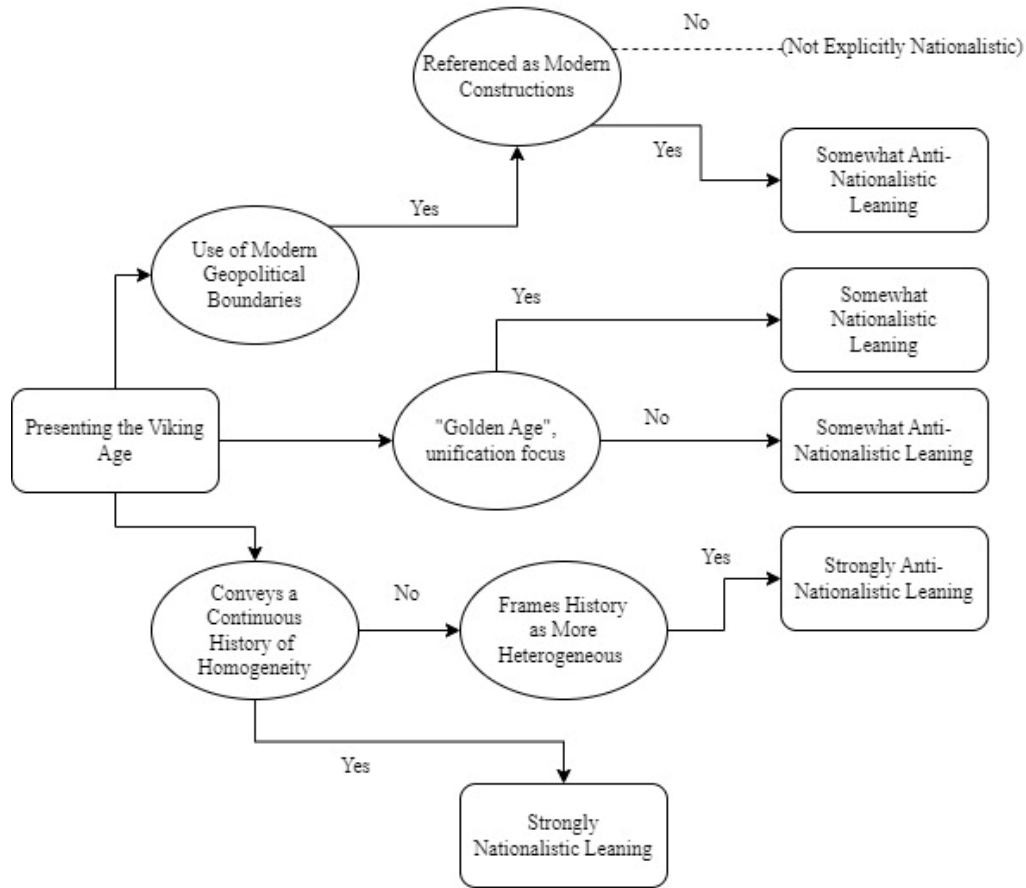 No
(Not Explicitly Nationalistic)
Referenced as Modern
Constructions
Yes
Somewhat Anti-
Nationalistic
Leaning
Yes
Use of Modern
Geopolitical
Boundaries
Yes
Somewhat
Nationalistic
Leaning
Presenting the Viking
Age
"Golden Age",
unification focus
No
Somewhat Anti-
Nationalistic Leaning
Conveys a
Continuous
History of
Homogeneity
No
Frames History
as More
Heterogeneous
Yes
Strongly Anti-
Nationalistic Leaning
Yes
Strongly
Nationalistic Leaning